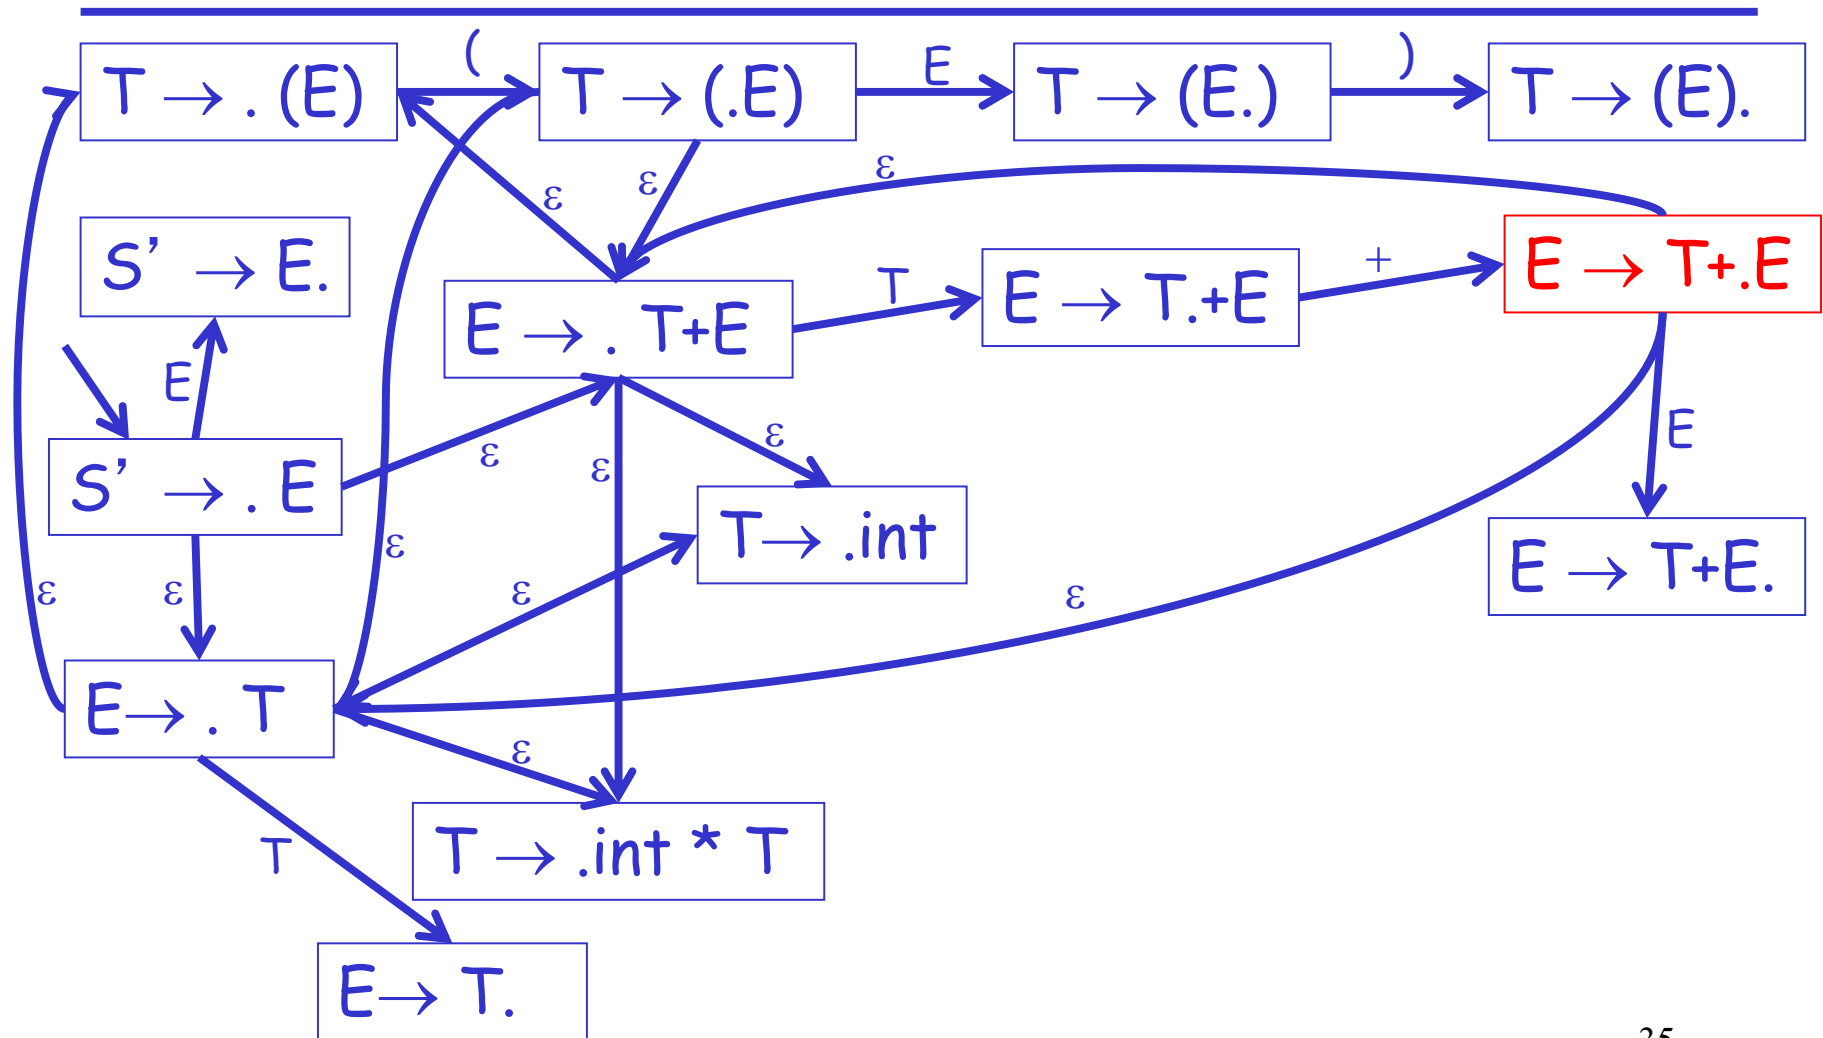 (
T → . (E)
T → (.E)
E
T → (E.)
)
T → (E).
ε
ε
ε
S’ → E.
E → . T+E
T
E → T.+E
+
E → T+.E
E
S’ → . E
ε
ε
ε
T→ .int
E
ε
ε
ε
ε
ε
E → T+E.
E→ . T
ε
T
T → .int * T
E→ T.